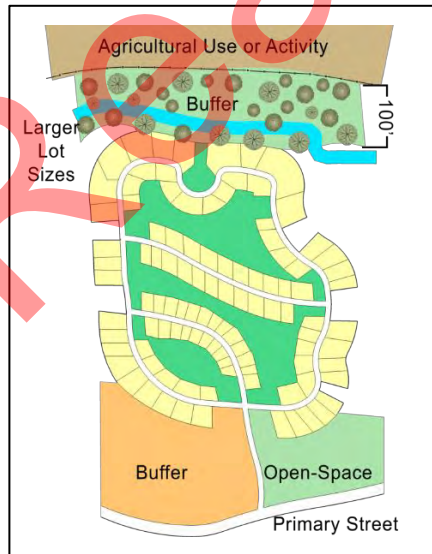 Agricultural Use or Activity
Buffer
100'
Larger
Lot
Sizes
Buffer
Open-Space
Primary Street